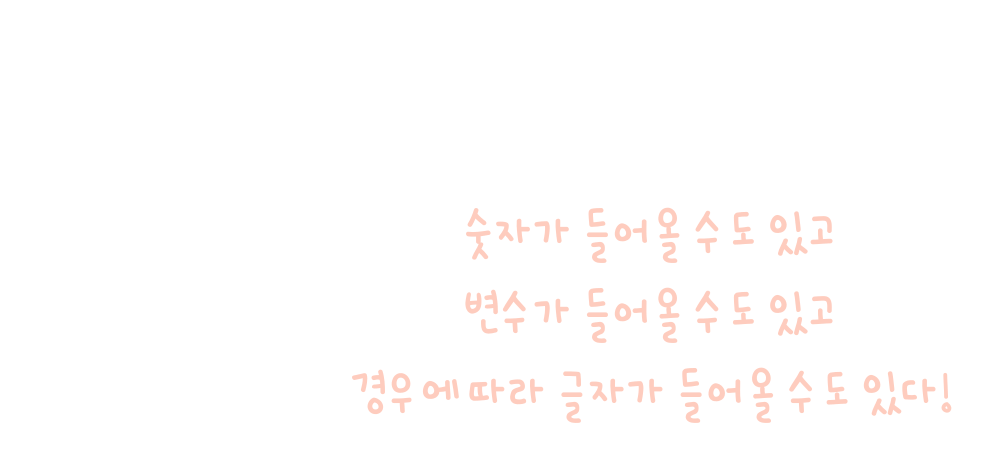 숫자가 들어올 수도 있고
변수가 들어올 수도 있고
경우에 따라 글자가 들어올 수도 있다!